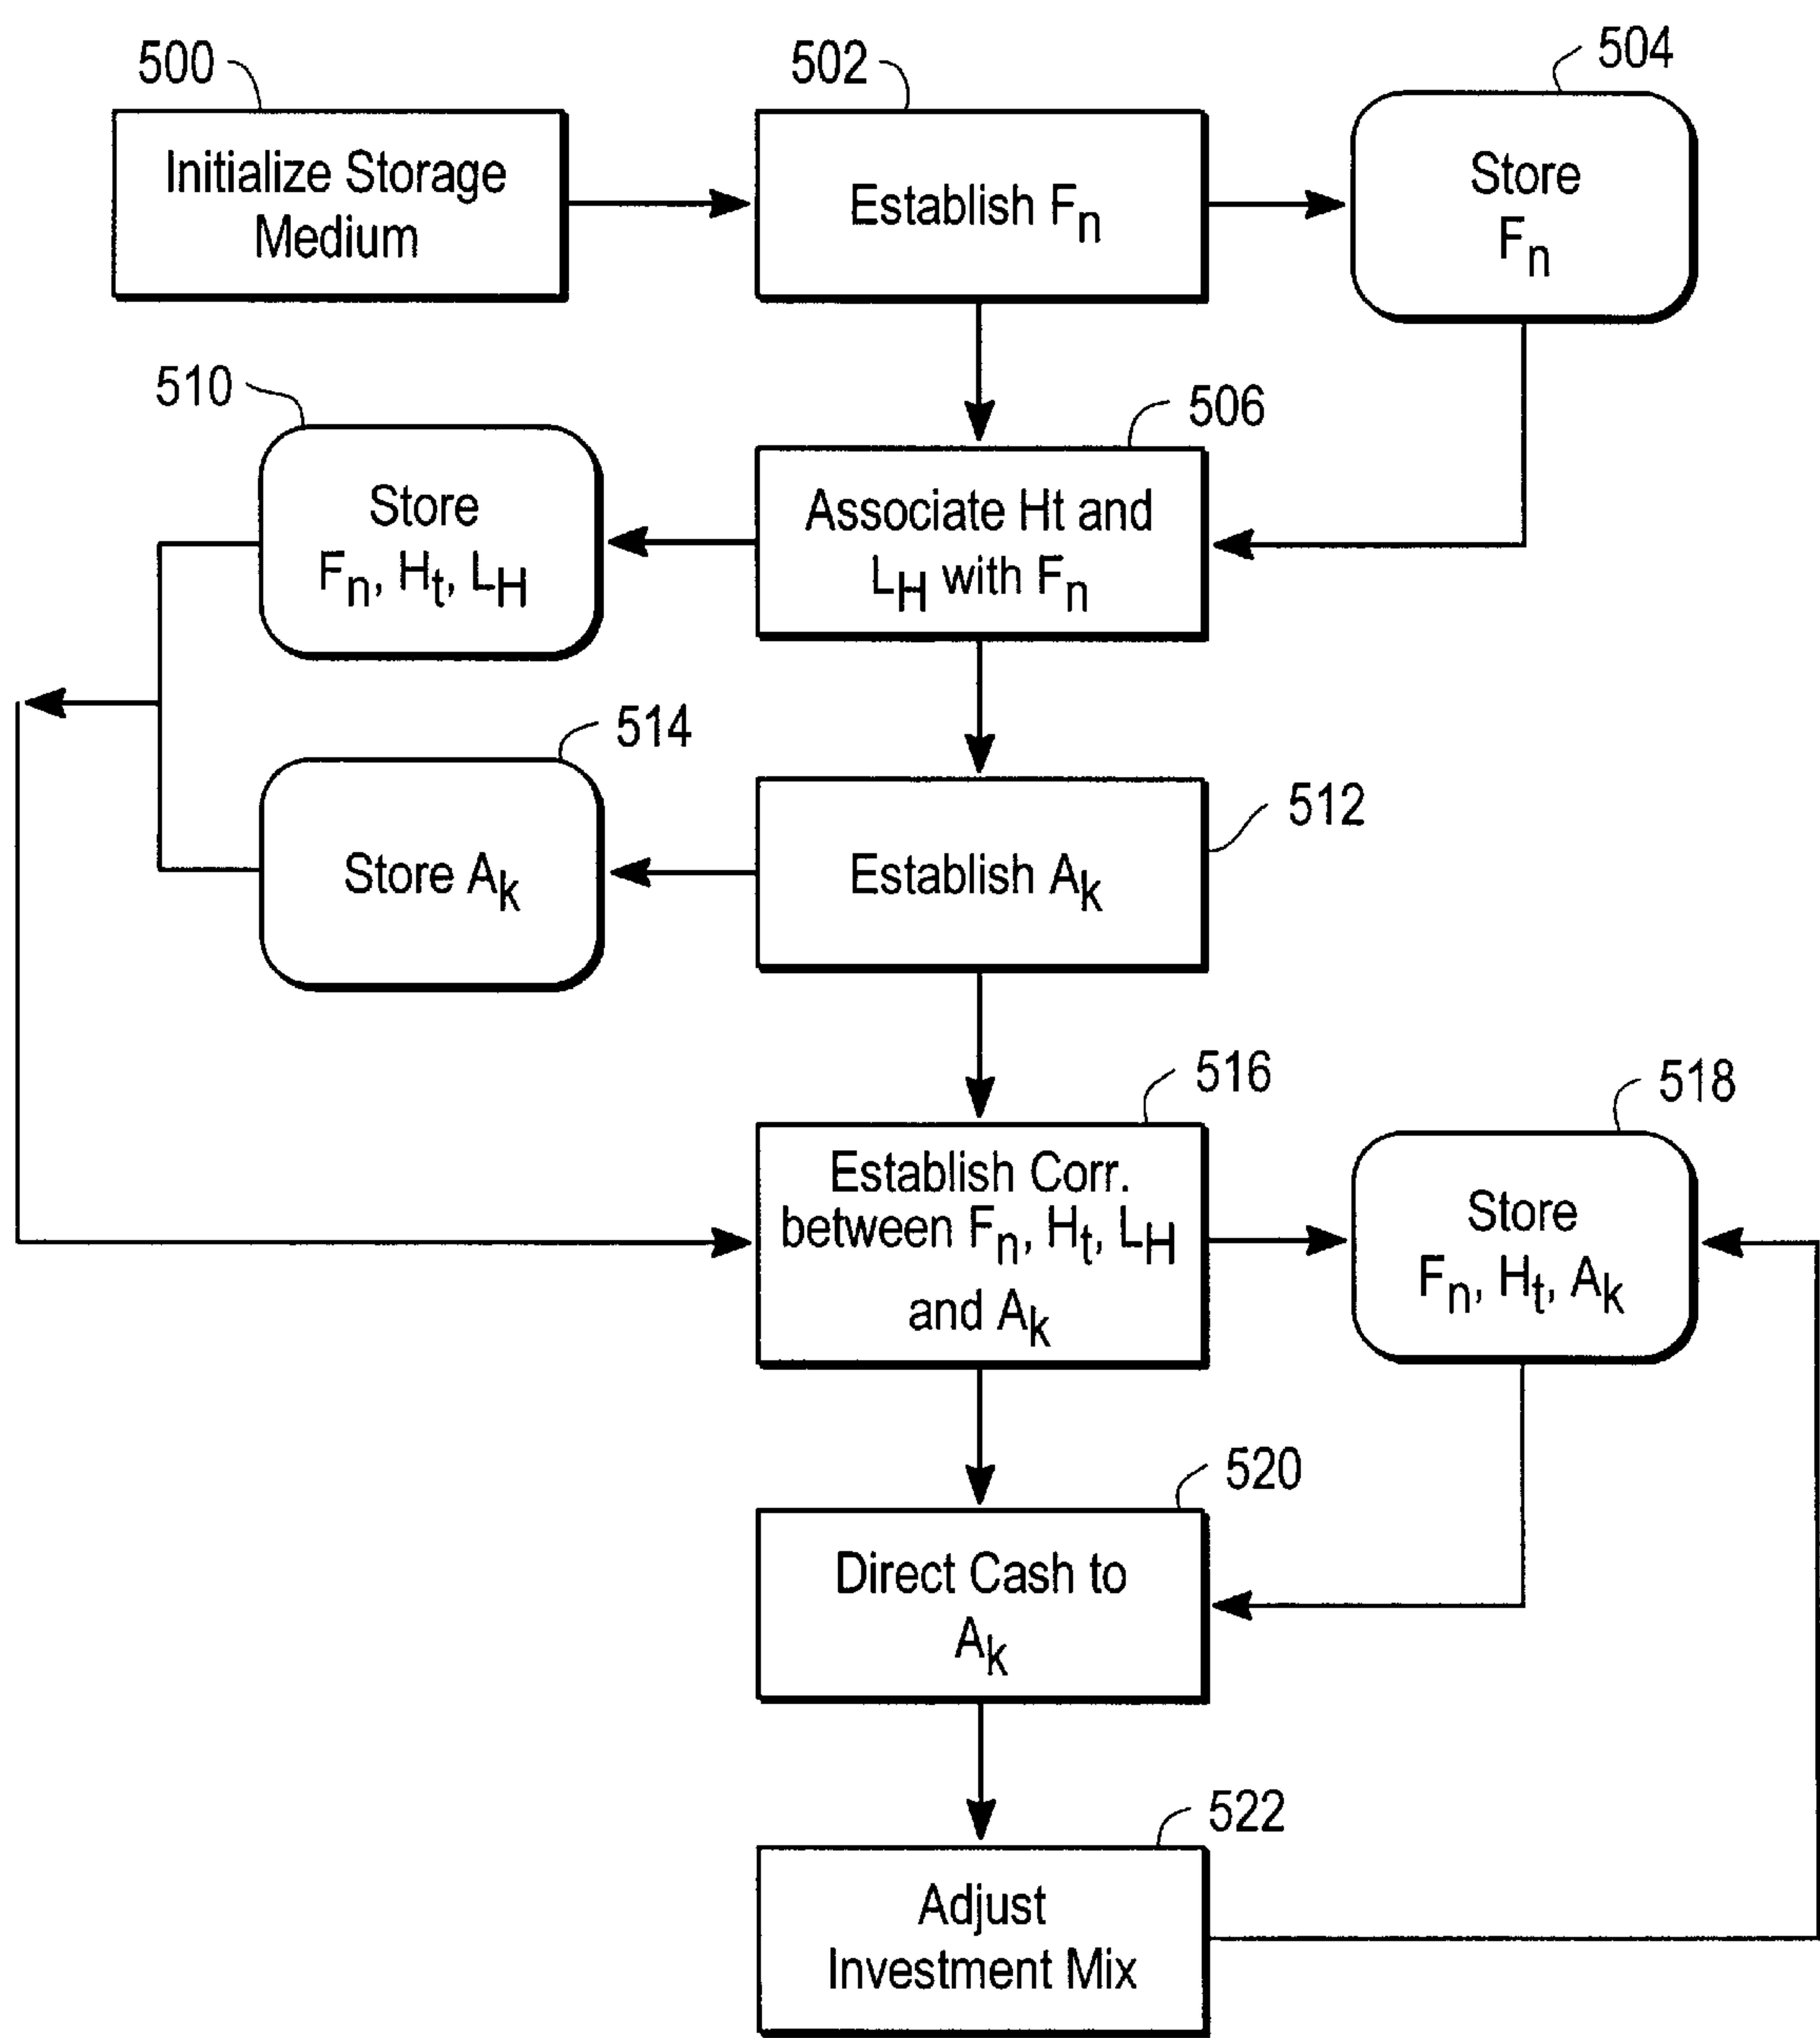 500
Initialize Storage
Medium
502
Establish Fn
504
Store
Fn
510
Store
Fn, Ht, LH
506
Associate Ht and
LH with Fn
514
Store Ak
512
Establish Ak
516
Establish Corr.
between Fn, Ht, LH
and Ak
518
Store
Fn, Ht, Ak
520
Direct Cash to
Ak
522
Adjust
Investment Mix